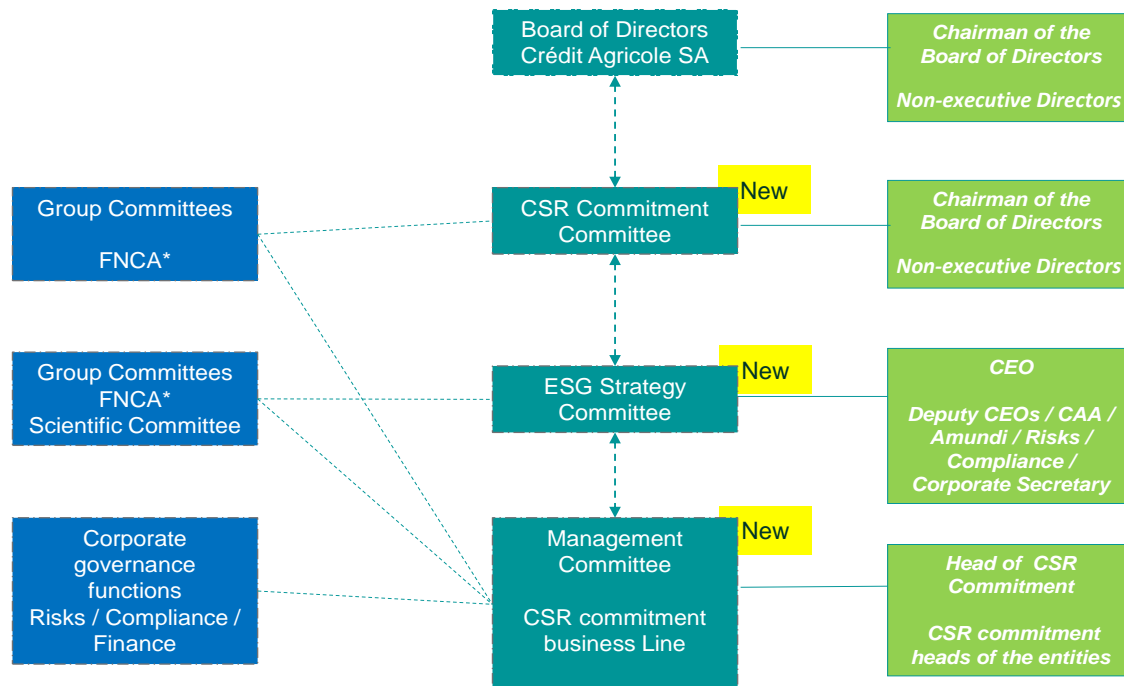 Board of Directors
Crédit Agricole SA
Chairman of the
Board of Directors
Non-executive Directors
Group Committees
FNCA*
CSR Commitment
Committee
New
Chairman of the
Board of Directors
Non-executive Directors
Group Committees
FNCA*
Scientific Committee
ESG Strategy
Committee
New
CEO
Deputy CEOs / CAA /
Amundi / Risks /
Compliance /
Corporate Secretary
Corporate
governance
functions
Risks / Compliance /
Finance
Management
Committee
CSR commitment
business Line
New
Head of CSR
Commitment
CSR commitment
heads of the entities